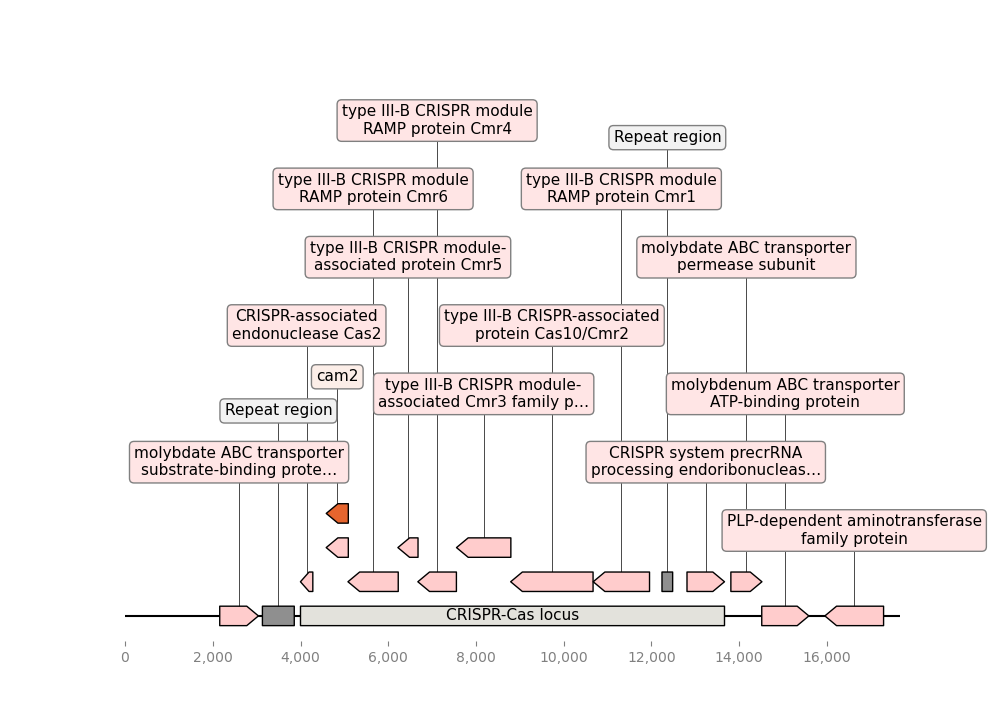 type III-B CRISPR module
RAMP protein Cmr4
Repeat region
type III-B CRISPR module
RAMP protein Cmr6
type III-B CRISPR module
RAMP protein Cmr1
type III-B CRISPR module-
associated protein Cmr5
molybdate ABC transporter
permease subunit
CRISPR-associated
endonuclease Cas2
type III-B CRISPR-associated
protein Cas10/Cmr2
cam2
type III-B CRISPR module-
associated Cmr3 family p…
molybdenum ABC transporter
ATP-binding protein
Repeat region
molybdate ABC transporter
substrate-binding prote…
CRISPR system precrRNA
processing endoribonucleas…
PLP-dependent aminotransferase
family protein
CRISPR-Cas locus
0 2,000 4,000 6,000 8,000 10,000 12,000 14,000 16,000